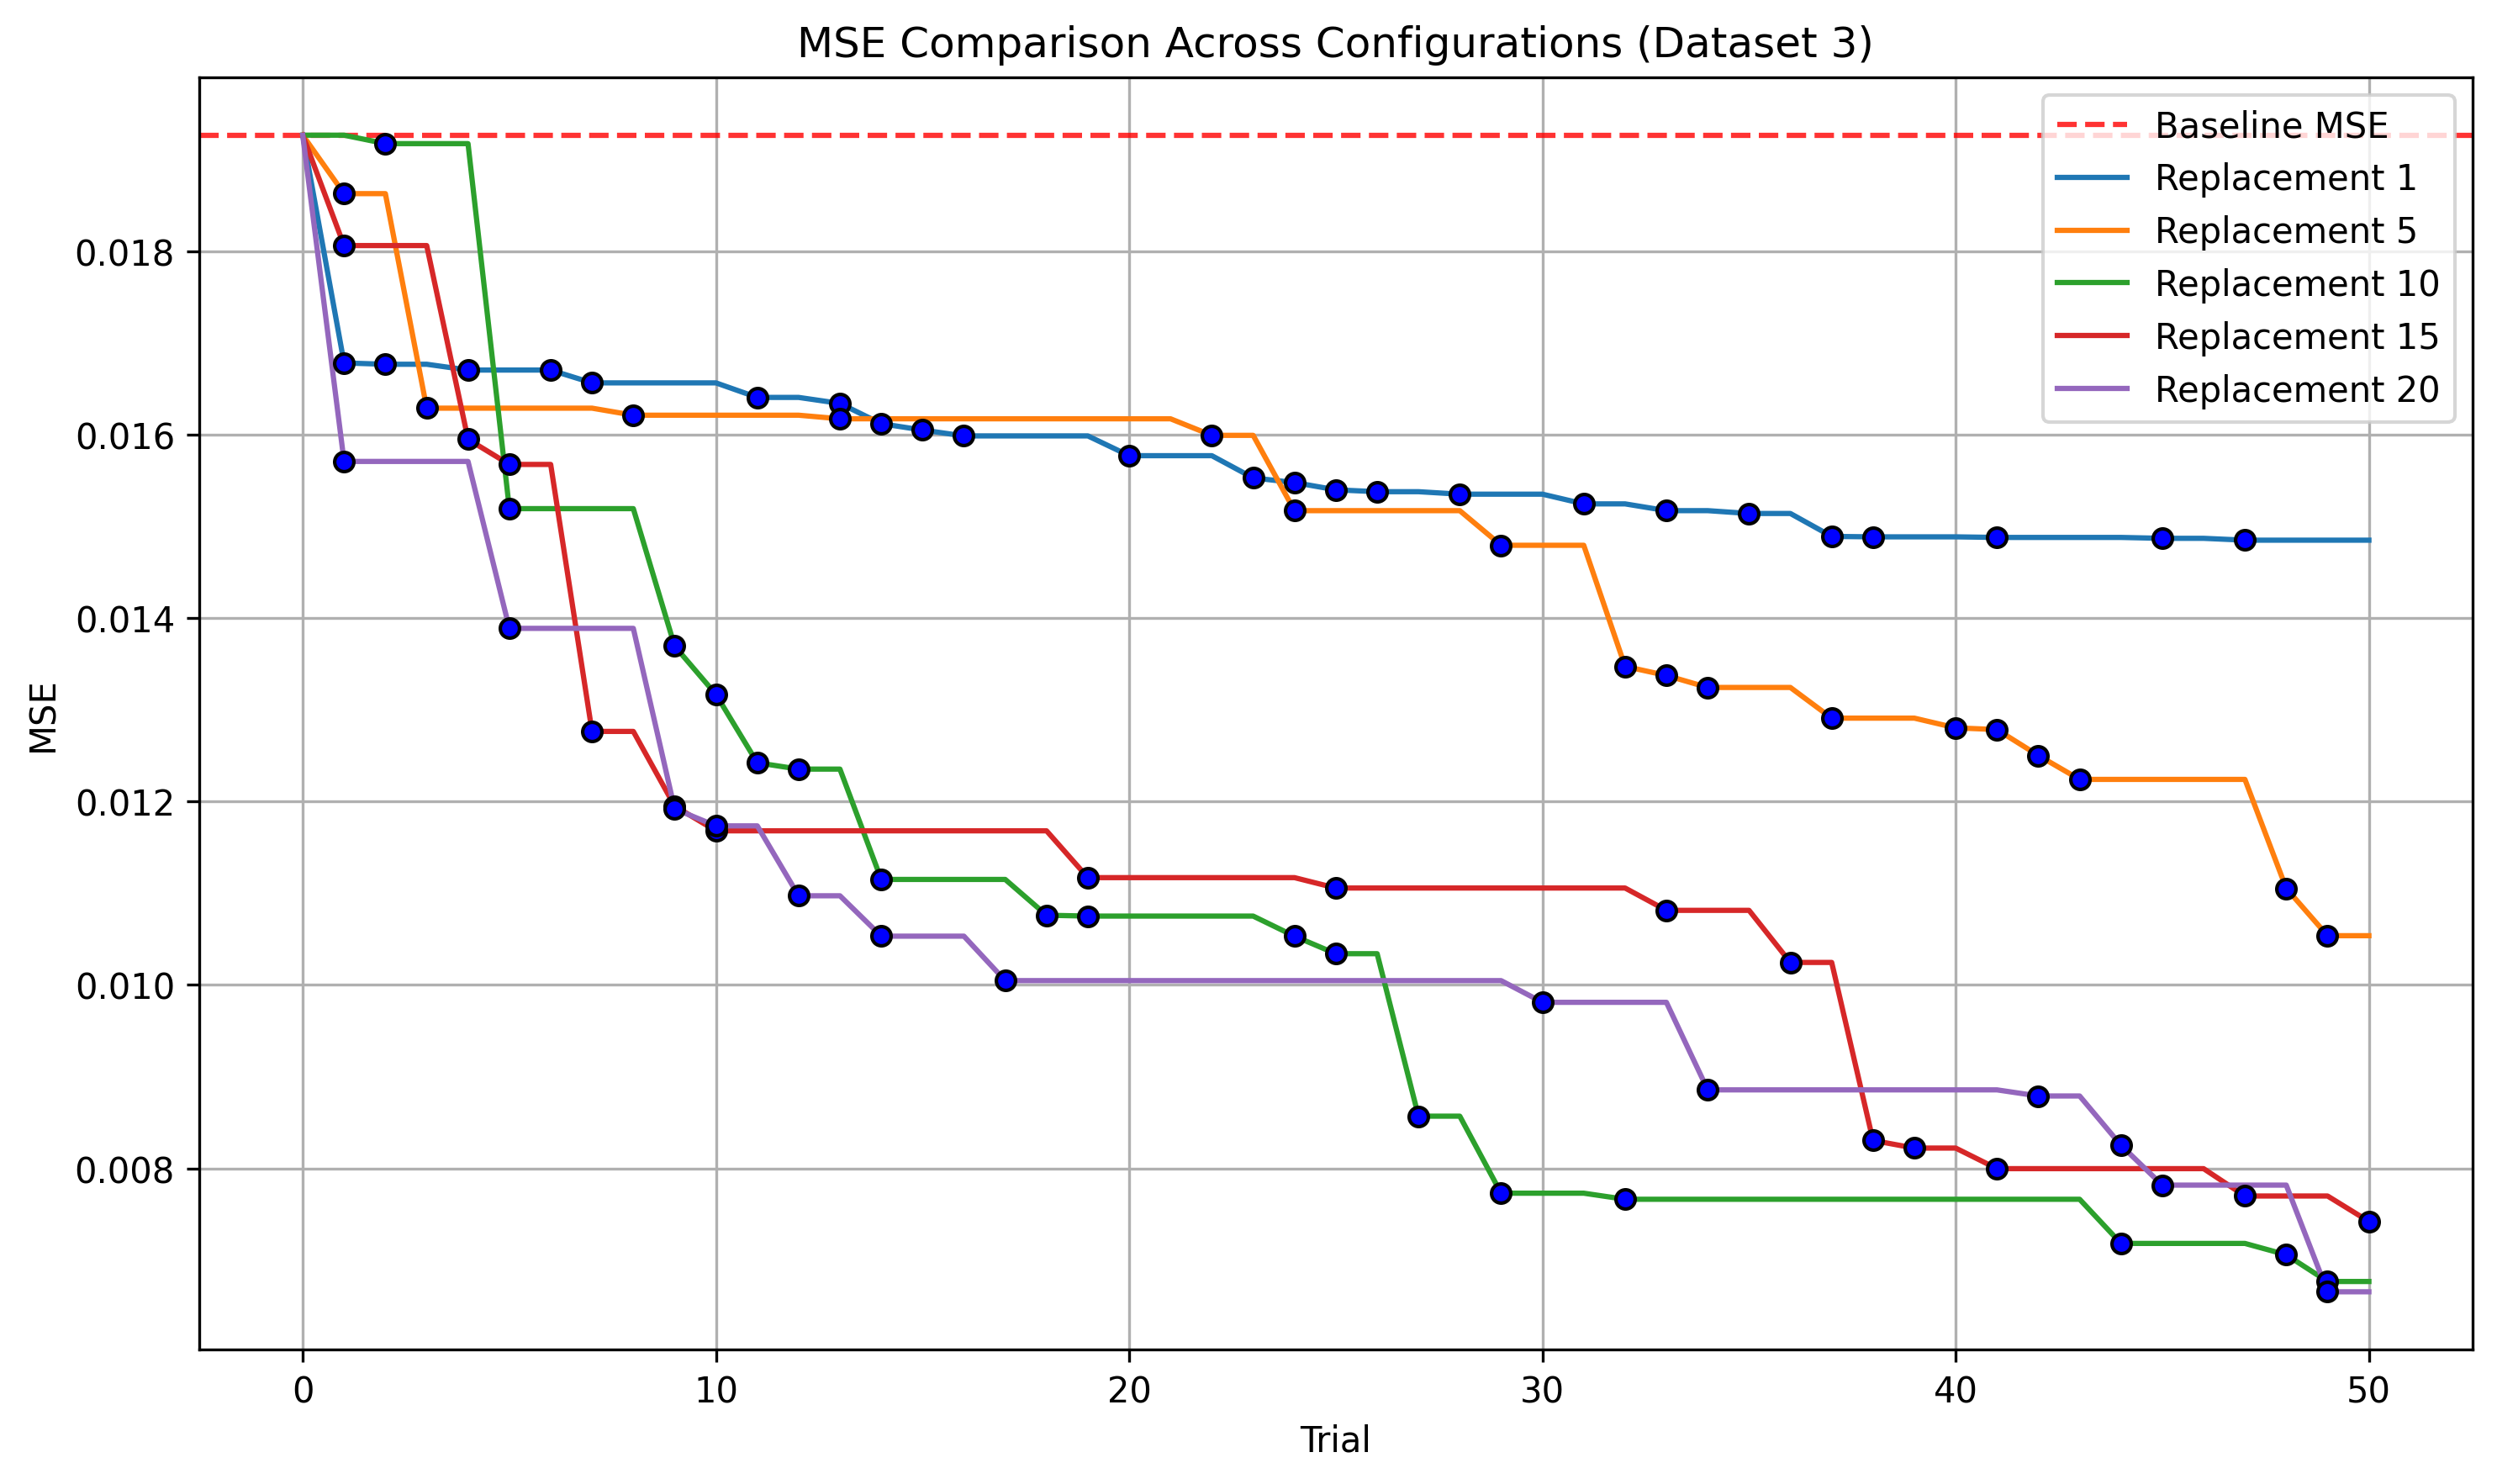 MSE Comparison Across Configurations (Dataset 3)
Baseline MSE
Replacement 1
Replacement 5
Replacement 10
Replacement 15
Replacement 20
0.018
0.016
0.014
0.012
0.010
0.008
MSE
0 10 20 30 40 50
Trial